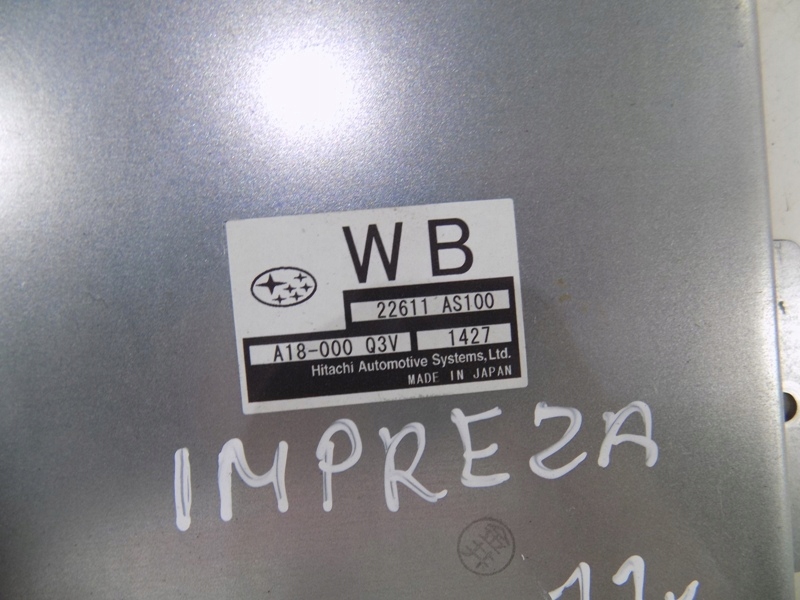 WB
22611 AS100
A18-000 Q3V 1427
Hitachi Automotive Systems, Ltd.
MADE IN JAPAN
IMPREZA